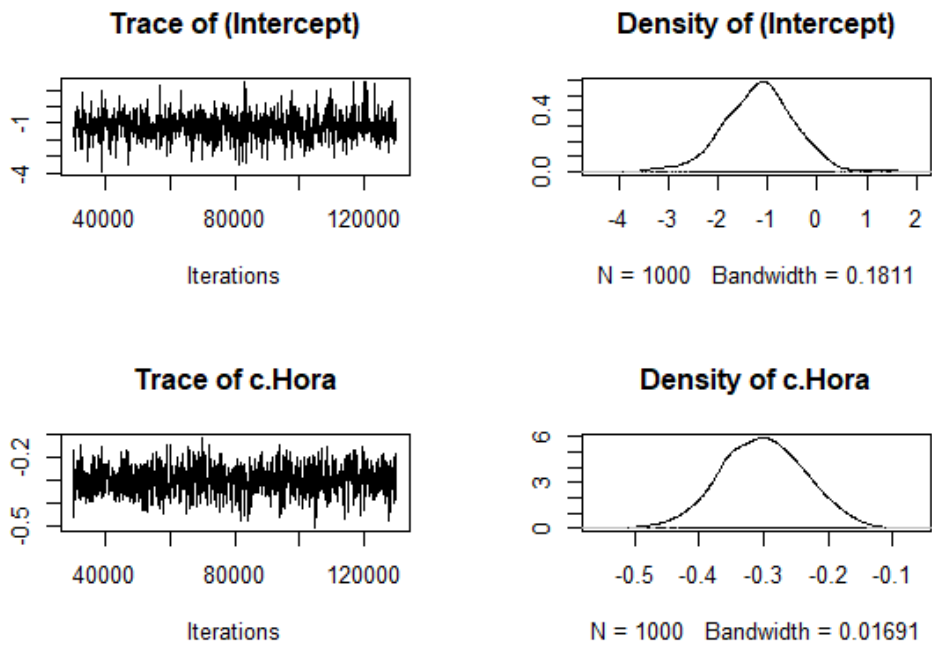 Trace of (Intercept)
-1
-4
40000 80000 120000
Iterations
Density of (Intercept)
0.4
0.0
-4 -3 -2 -1 0 1 2
N = 1000 Bandwidth = 0.1811
Trace of c.Hora
-0.2
-0.5
40000 80000 120000
Iterations
Density of c.Hora
6
3
0
-0.5 -0.4 -0.3 -0.2 -0.1
N = 1000 Bandwidth = 0.01691